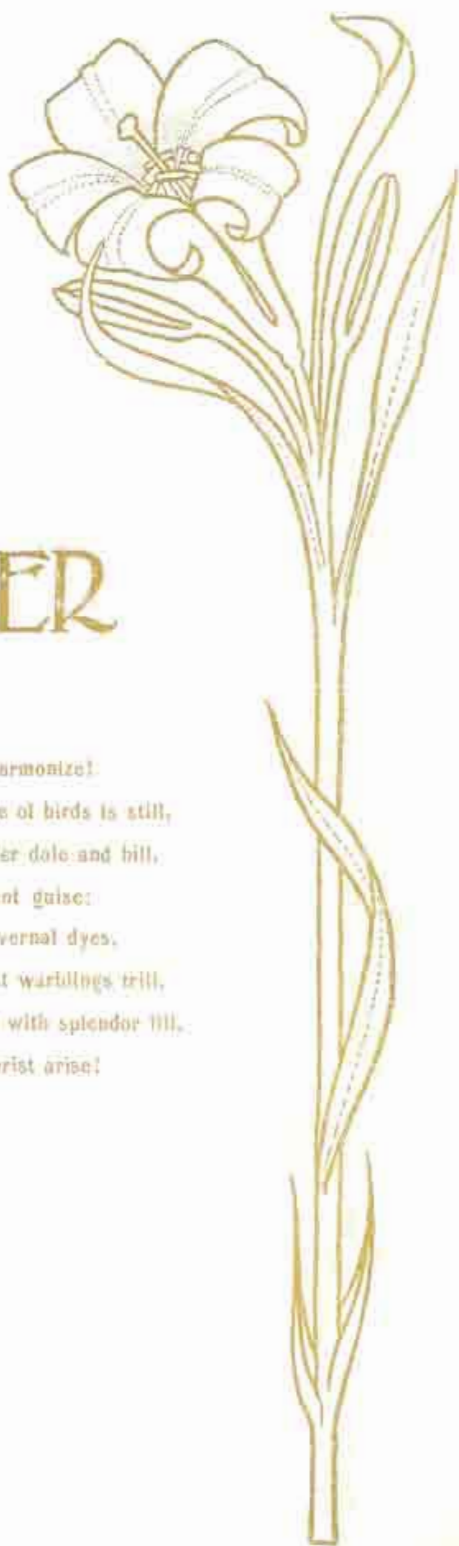 ER
armonize!
e of birds is still,
er dale and hill,
nt guise;
vernal dyes,
t warblings trill,
with splendor fill,
rist arise!